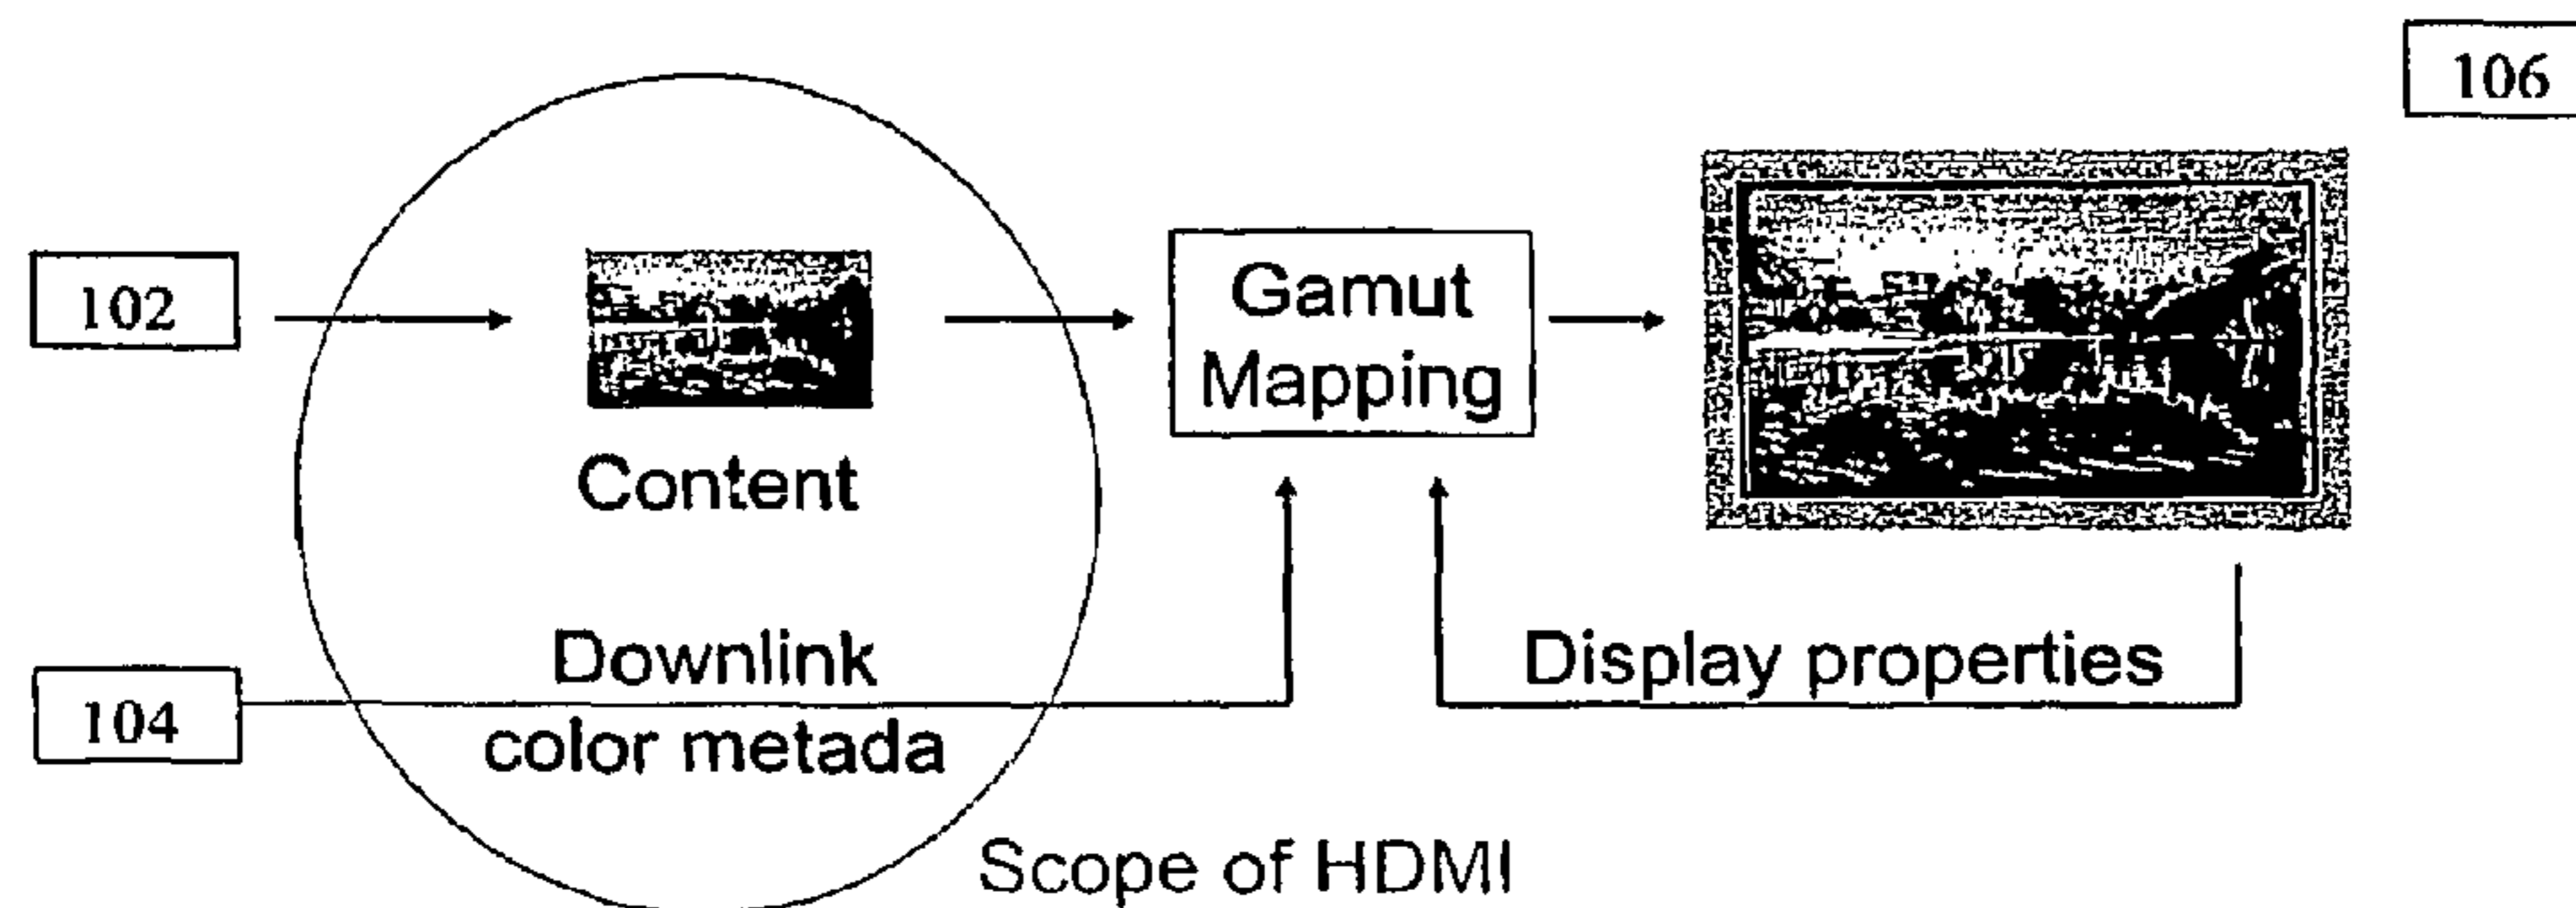 106
102
Gamut
Mapping
Content
Downlink
104
color metada
Display properties
Scope of HDMI